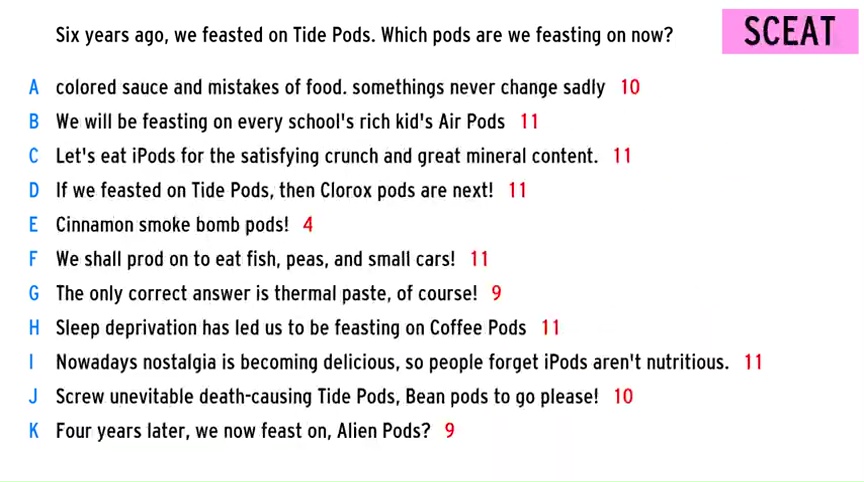 Six years ago, we feasted on Tide Pods. Which pods are we feasting on now?
SCEAT
A colored sauce and mistakes of food. somethings never change sadly 10
B We will be feasting on every school's rich kid's Air Pods 11
C Let's eat iPods for the satisfying crunch and great mineral content. 11
D If we feasted on Tide Pods, then Clorox pods are next! 11
E Cinnamon smoke bomb pods! 4
F We shall prod on to eat fish, peas, and small cars! 11
G The only correct answer is thermal paste, of course! 9
H Sleep deprivation has led us to be feasting on Coffee Pods 11
I Nowadays nostalgia is becoming delicious, so people forget iPods aren't nutritious. 11
J Screw unevitable death-causing Tide Pods, Bean pods to go please! 10
K Four years later, we now feast on, Alien Pods? 9